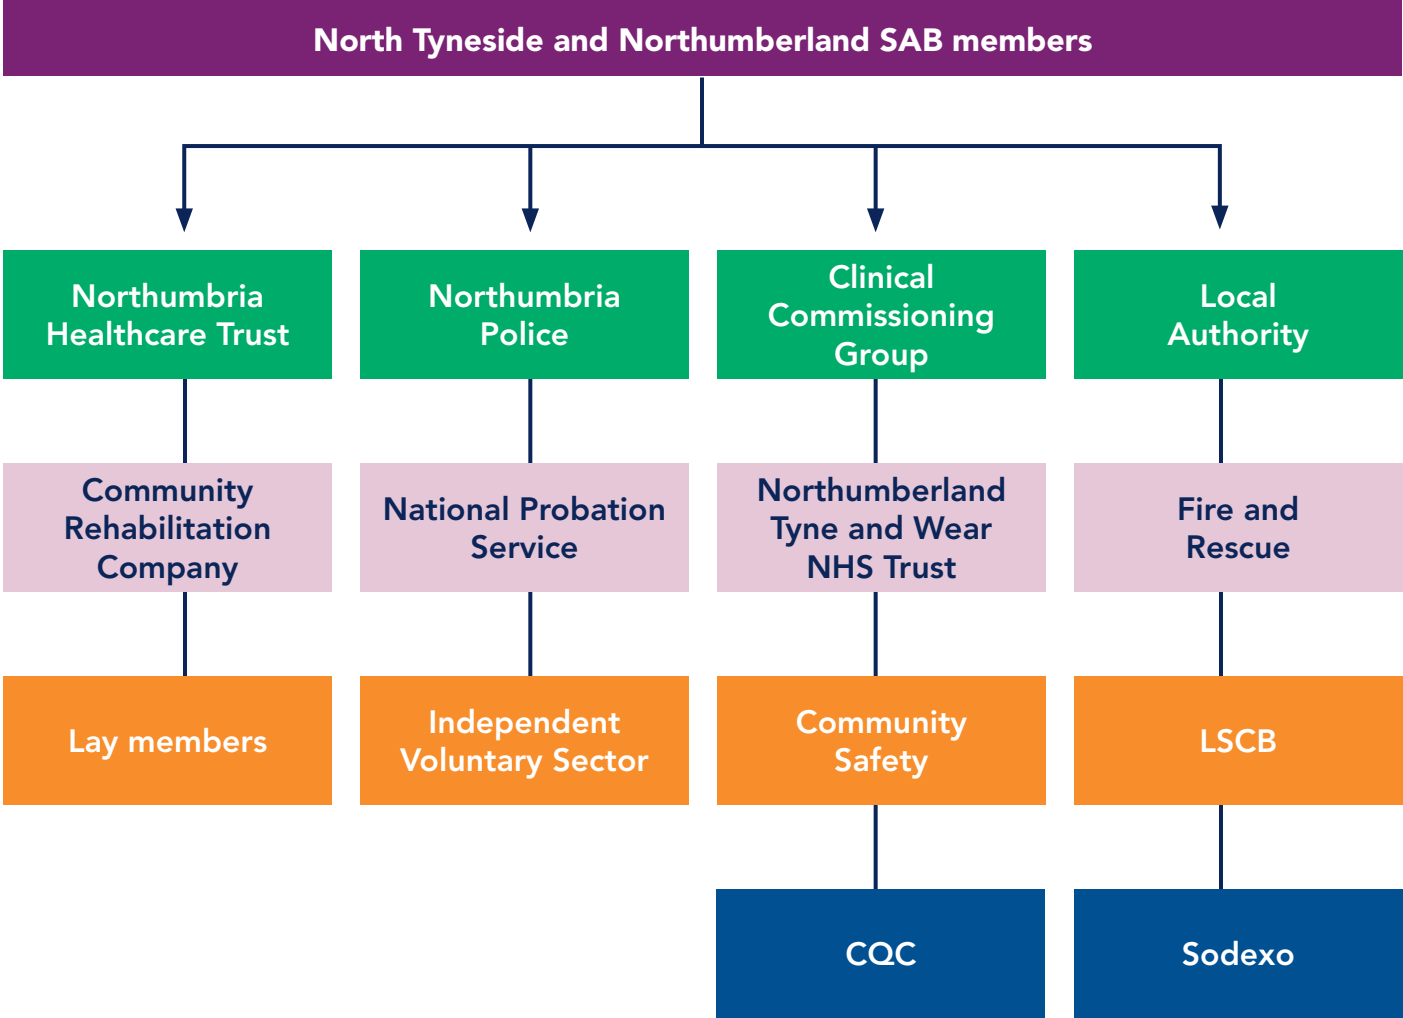 North Tyneside and Northumberland SAB members
Northumbria
Healthcare Trust
Northumbria
Police
Clinical
Commissioning
Group
Local
Authority
Community
Rehabilitation
Company
National Probation
Service
Northumberland
Tyne and Wear
NHS Trust
Fire and
Rescue
Lay members
Independent
Voluntary Sector
Community
Safety
LSCB
CQC
Sodexo